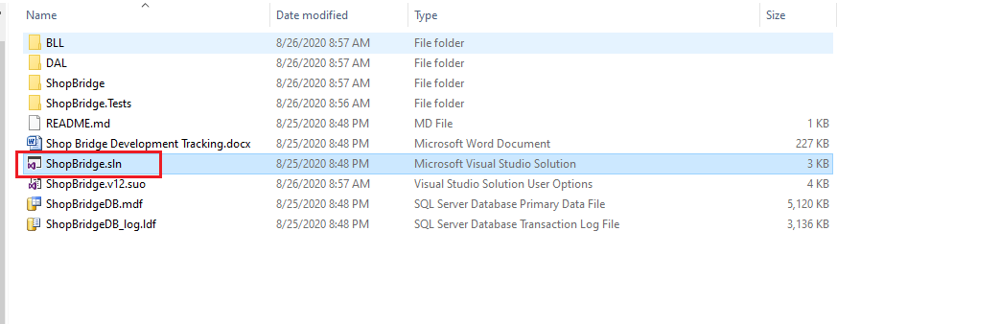 Name Date modified Type Size
BLL 8/26/2020 8:57 AM File folder
DAL 8/26/2020 8:57 AM File folder
ShopBridge 8/26/2020 8:57 AM File folder
ShopBridge.Tests 8/26/2020 8:56 AM File folder
README.md 8/25/2020 8:48 PM MD File 1 KB
Shop Bridge Development Tracking.docx 8/25/2020 8:48 PM Microsoft Word Document 227 KB
ShopBridge.sln 8/25/2020 8:48 PM Microsoft Visual Studio Solution 3 KB
ShopBridge.v12.suo 8/26/2020 8:57 AM Visual Studio Solution User Options 4 KB
ShopBridgeDB.mdf 8/25/2020 8:48 PM SQL Server Database Primary Data File 5,120 KB
ShopBridgeDB_log.ldf 8/25/2020 8:48 PM SQL Server Database Transaction Log File 3,136 KB